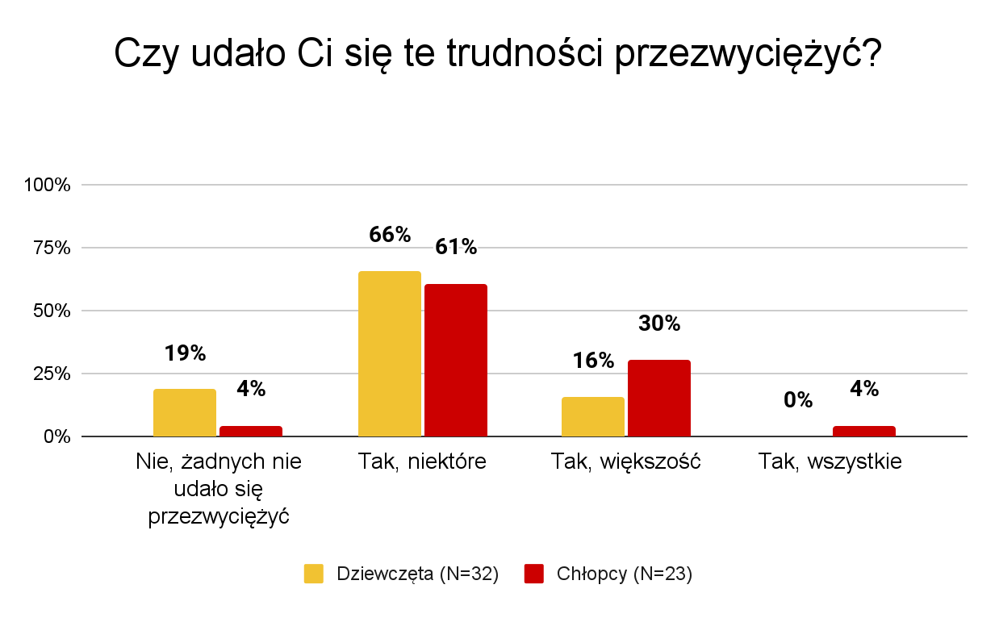 Czy udało Ci się te trudności przezwyciężyć?
100%
75%
50%
25%
0%
66%
61%
30%
19%
16%
4%
0%
4%
Nie, żadnych nie
udało się
przezwyciężyć
Tak, niektóre
Tak, większość
Tak, wszystkie
Dziewczęta (N=32)
Chłopcy (N=23)